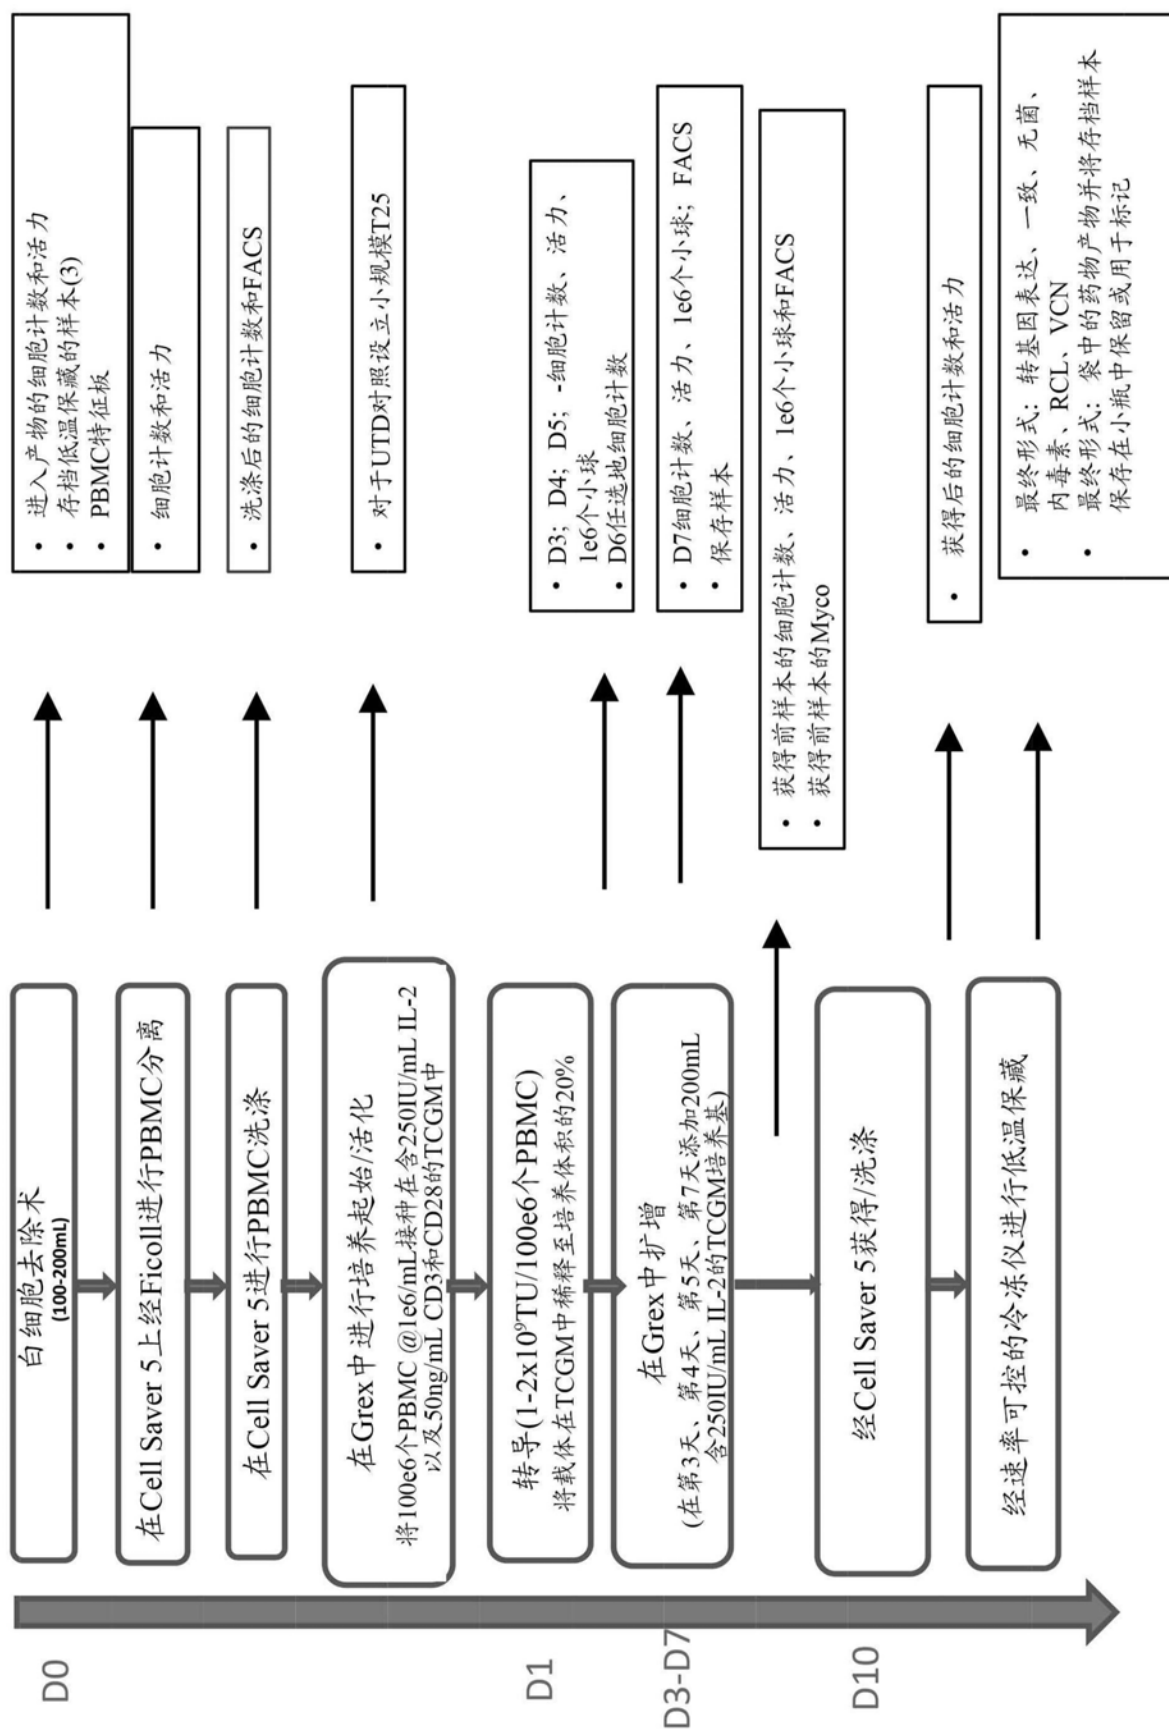 D0
白细胞去除术
(100-200mL)
• 进入产物的细胞计数和活力
• 存档低温保藏的样本(3)
• PBMC特征板
在Cell Saver 5上经Ficoll进行PBMC分离
• 细胞计数和活力
在Cell Saver 5进行PBMC洗涤
• 洗涤后的细胞计数和FACS
在Grex中进行培养起始/活化
将100e6个PBMC @1e6/mL接种在含250IU/mL IL-2
以及50ng/mL CD3和CD28的TCGM中
• 对于UTD对照设立小规模T25
D1
转导(1-2x10⁹TU/100e6个PBMC)
将载体在TCGM中稀释至培养体积的20%
D3-D7
在Grex中扩增
(在第3天、第4天、第5天、第7天添加200mL
含250IU/mL IL-2的TCGM培养基)
• D3; D4; D5; -细胞计数、活力、
1e6个小球
• D6任选地细胞计数
• D7细胞计数、活力、1e6个小球; FACS
• 保存样本
• 获得前样本的细胞计数、活力、1e6个小球和FACS
• 获得前样本的Myco
D10
经Cell Saver 5获得/洗涤
• 获得后的细胞计数和活力
经速率可控的冷冻仪进行低温保藏
• 最终形式: 转基因表达、一致、无菌、
内毒素、RCL、VCN
• 最终形式: 袋中的药物产物并将存档样本
保存在小瓶中保留或用于标记